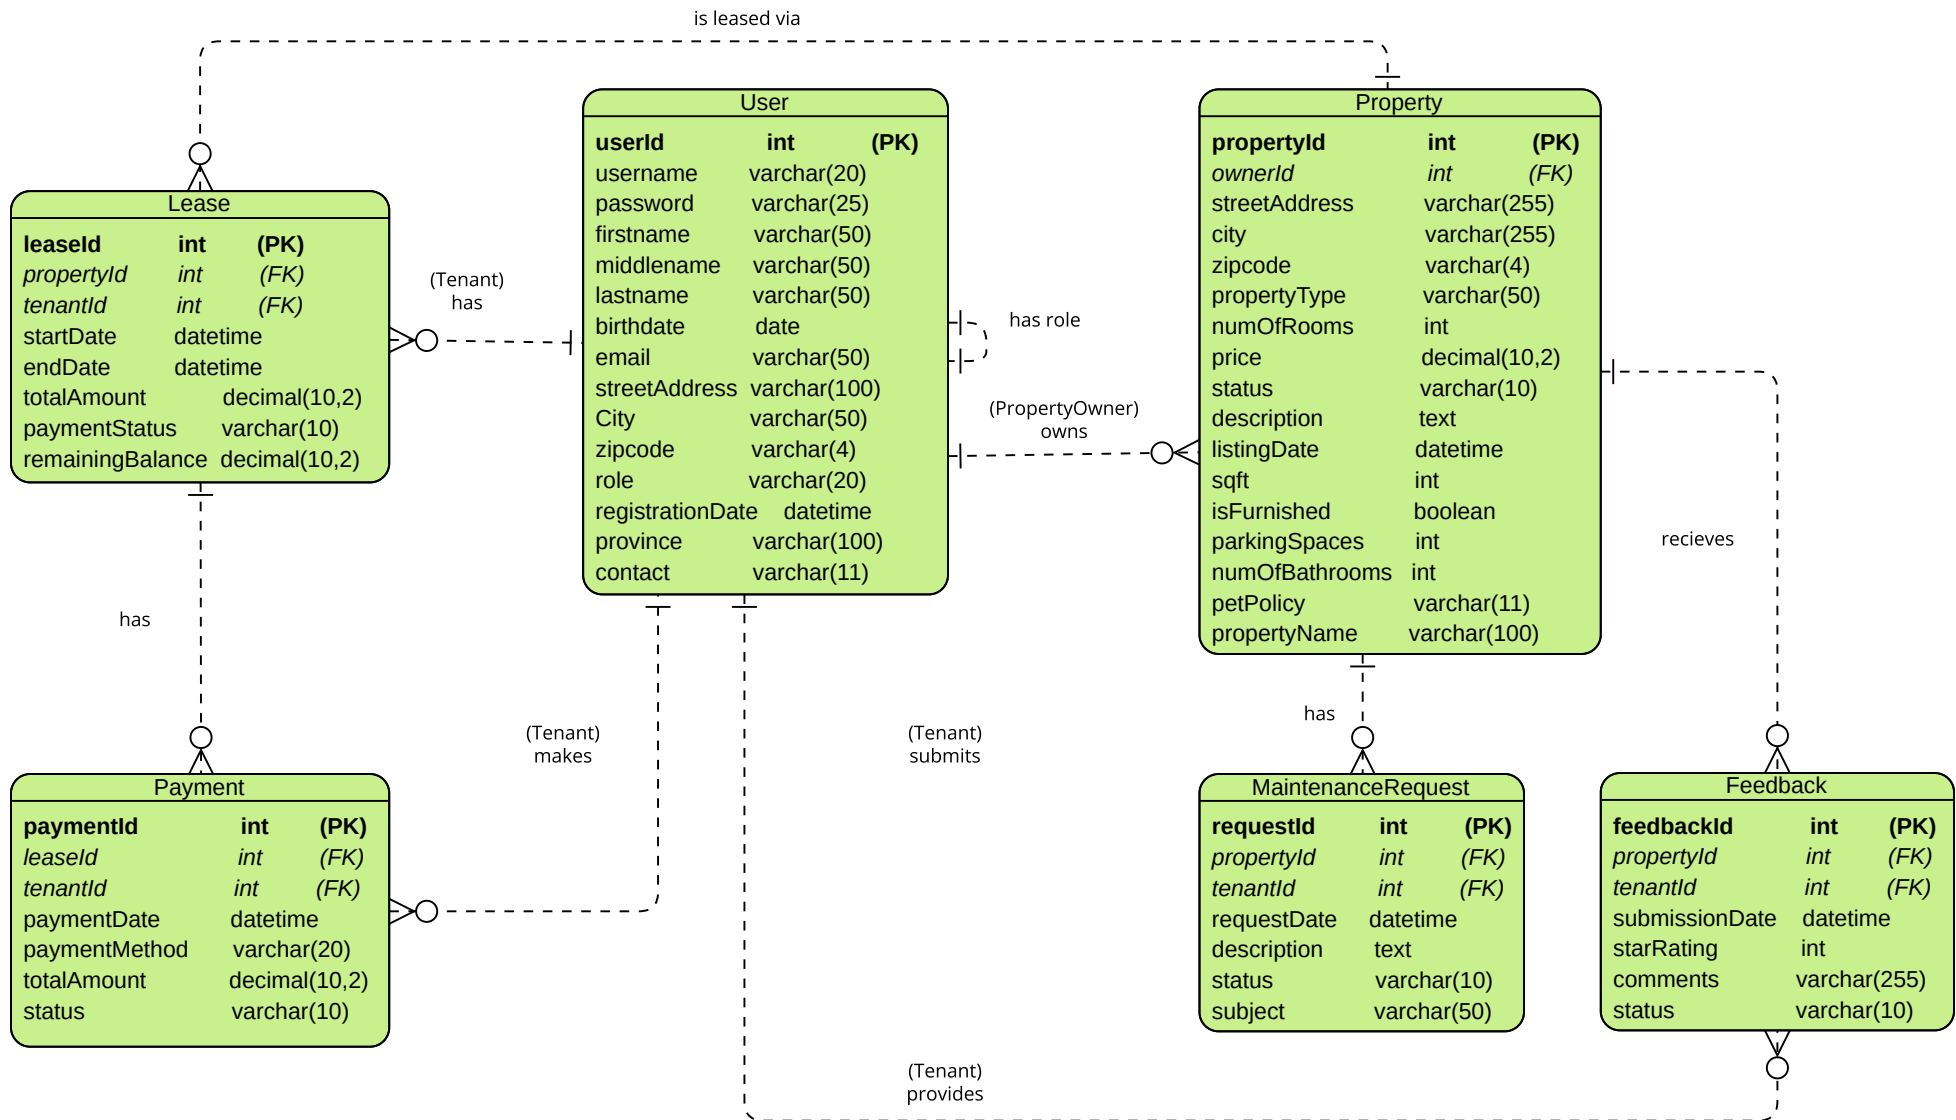 is leased via
User
userId int (PK)
username varchar(20)
password varchar(25)
firstname varchar(50)
middlename varchar(50)
lastname varchar(50)
birthdate date
email varchar(50)
streetAddress varchar(100)
City varchar(50)
zipcode varchar(4)
role varchar(20)
registrationDate datetime
province varchar(100)
contact varchar(11)
Property
propertyId int (PK)
ownerId int (FK)
streetAddress varchar(255)
city varchar(255)
zipcode varchar(4)
propertyType varchar(50)
numOfRooms int
price decimal(10,2)
status varchar(10)
description text
listingDate datetime
sqft int
isFurnished boolean
parkingSpaces int
numOfBathrooms int
petPolicy varchar(11)
propertyName varchar(100)
Lease
leaseId int (PK)
propertyId int (FK)
tenantId int (FK)
startDate datetime
endDate datetime
totalAmount decimal(10,2)
paymentStatus varchar(10)
remainingBalance decimal(10,2)
(Tenant)
has
has role
(PropertyOwner)
owns
recieves
has
(Tenant)
makes
(Tenant)
submits
has
Payment
paymentId int (PK)
leaseId int (FK)
tenantId int (FK)
paymentDate datetime
paymentMethod varchar(20)
totalAmount decimal(10,2)
status varchar(10)
MaintenanceRequest
requestId int (PK)
propertyId int (FK)
tenantId int (FK)
requestDate datetime
description text
status varchar(10)
subject varchar(50)
Feedback
feedbackId int (PK)
propertyId int (FK)
tenantId int (FK)
submissionDate datetime
starRating int
comments varchar(255)
status varchar(10)
(Tenant)
provides